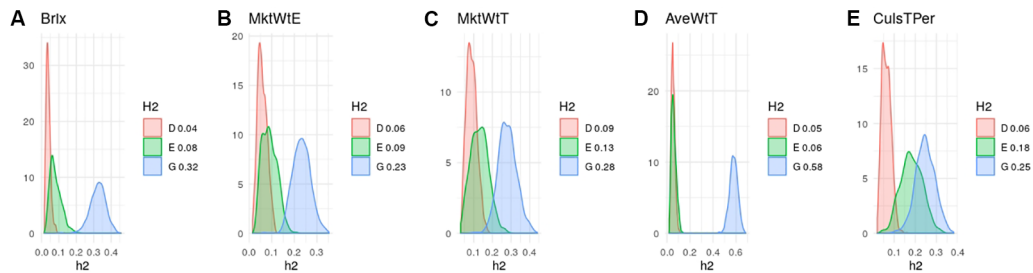 A BrIx
30
20
10
0
0.0 0.1 0.2 0.3 0.4
h2
H2
D 0.04
E 0.08
G 0.32
B MktWtE
20
15
10
5
0
0.0 0.1 0.2 0.3
h2
H2
D 0.06
E 0.09
G 0.23
C MktWtT
10
5
0
0.1 0.2 0.3 0.4
h2
H2
D 0.09
E 0.13
G 0.28
D AveWtT
20
10
0
0.0 0.2 0.4 0.6
h2
H2
D 0.05
E 0.06
G 0.58
E CulsTPer
15
10
5
0
0.1 0.2 0.3 0.4
h2
H2
D 0.06
E 0.18
G 0.25